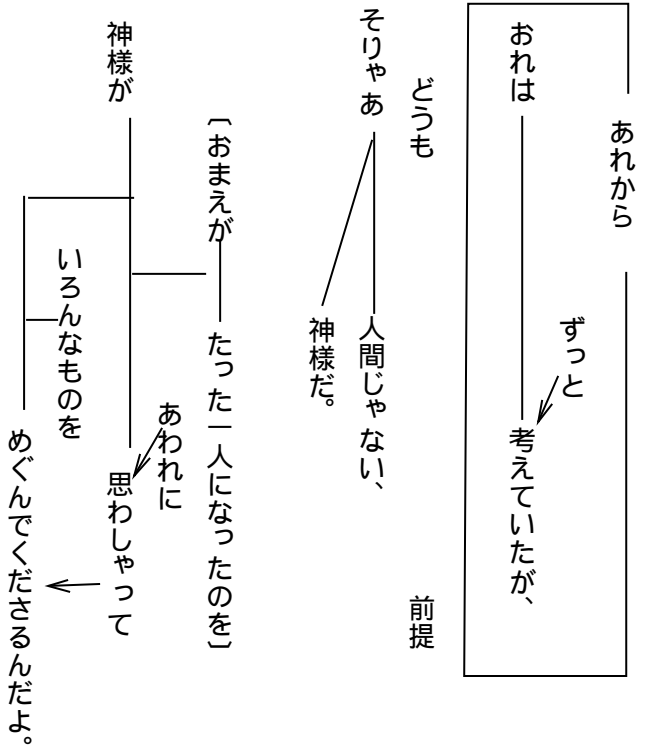 あれから
ずっと
おれは
考えていたが、
どうも
前提
そりゃあ
人間じゃない、
神様だ。
〔おまえが
たった一人になったのを〕
あわれに
神様が
思わしゃって
いろんなものを
めぐんでくださるんだよ。